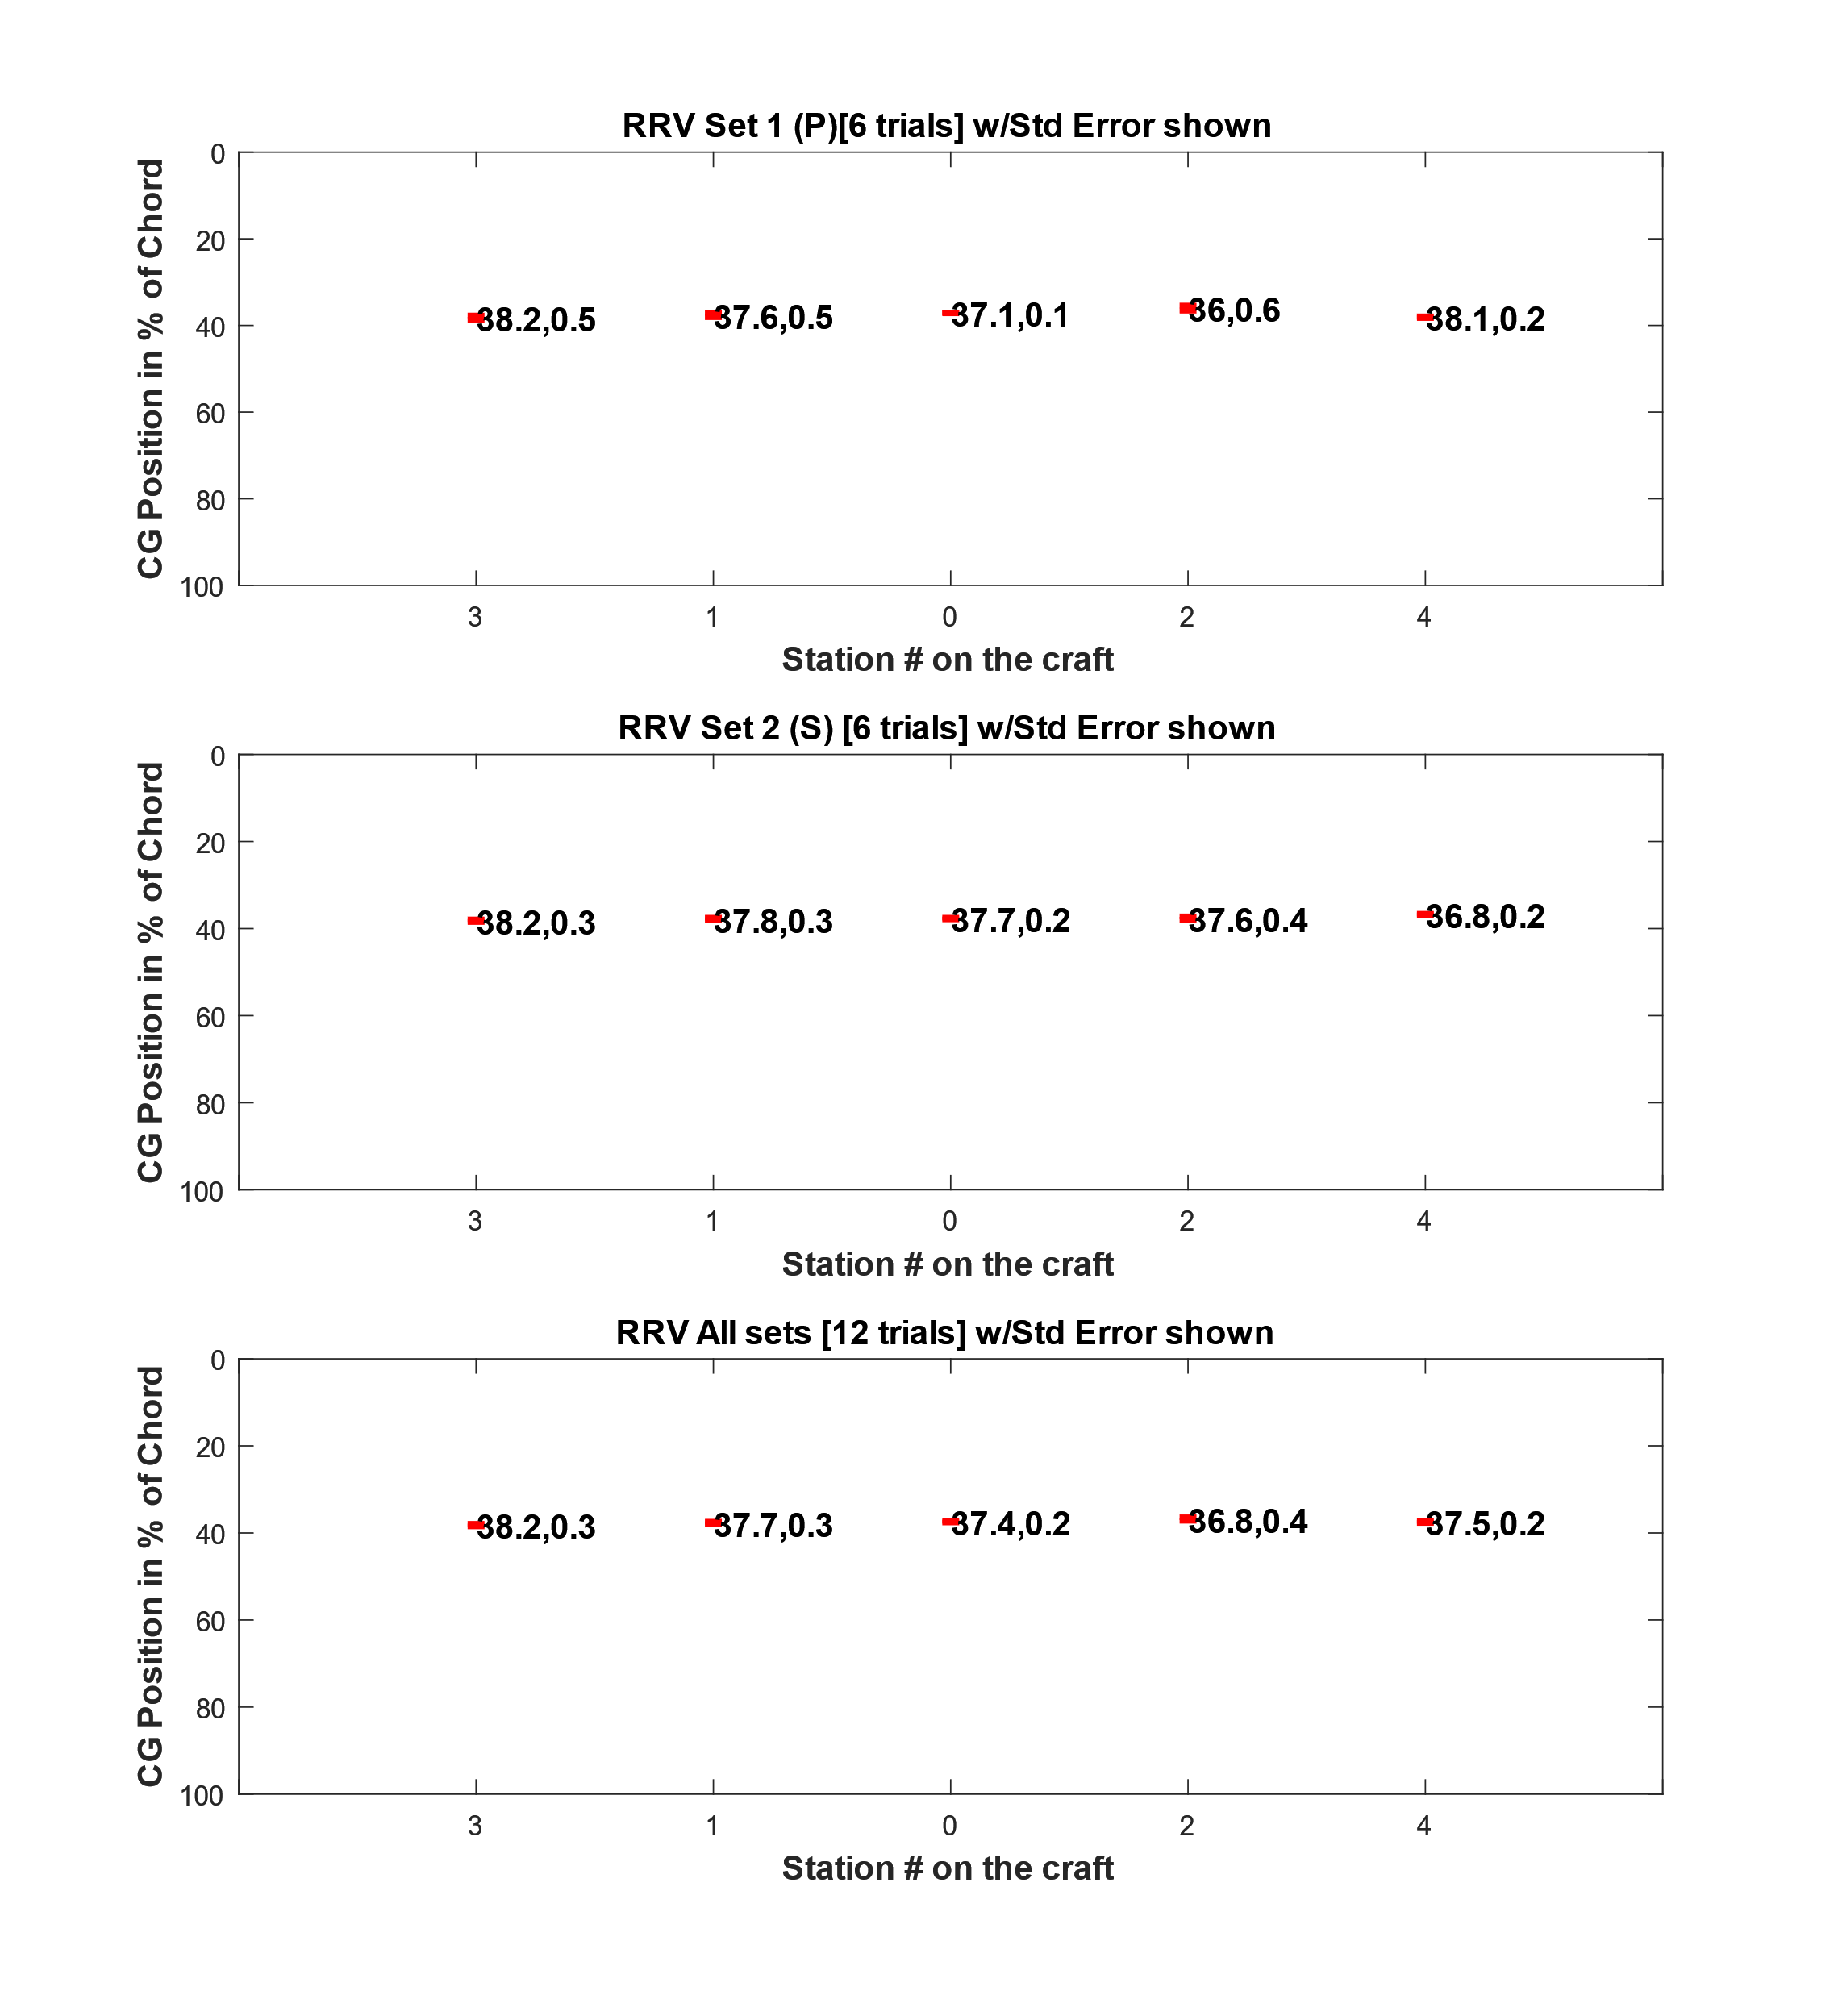 RRV Set 1 (P)[6 trials] w/Std Error shown
CG Position in % of Chord
0
20
40
60
80
100
38.2,0.5
37.6,0.5
37.1,0.1
36,0.6
38.1,0.2
3 1 0 2 4
Station # on the craft
RRV Set 2 (S) [6 trials] w/Std Error shown
CG Position in % of Chord
0
20
40
60
80
100
38.2,0.3
37.8,0.3
37.7,0.2
37.6,0.4
36.8,0.2
3 1 0 2 4
Station # on the craft
RRV All sets [12 trials] w/Std Error shown
CG Position in % of Chord
0
20
40
60
80
100
38.2,0.3
37.7,0.3
37.4,0.2
36.8,0.4
37.5,0.2
3 1 0 2 4
Station # on the craft